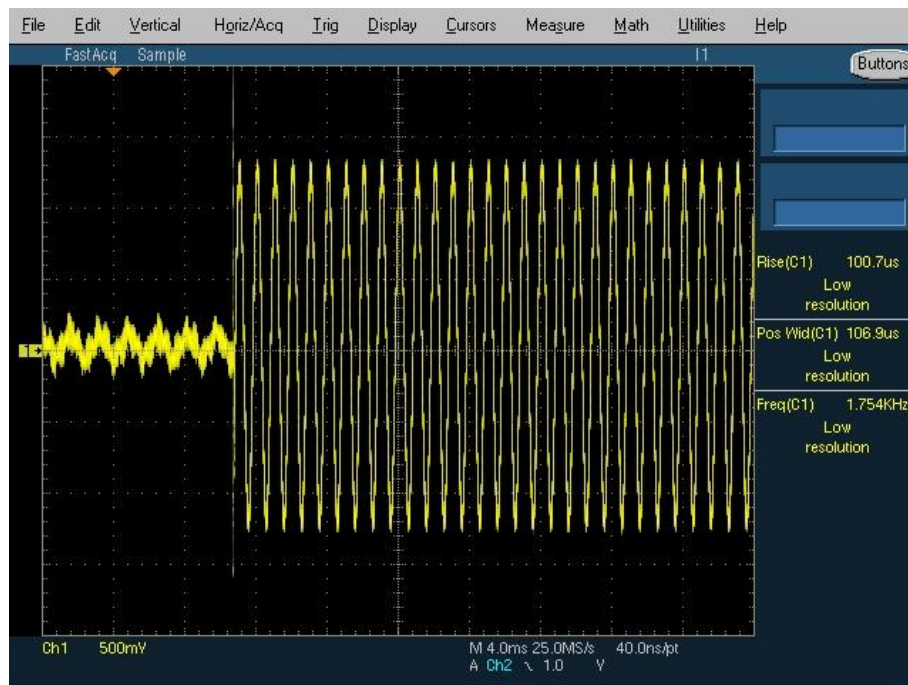 File Edit Vertical Horiz/Acq Trig Display Cursors Measure Math Utilities Help
FastAcq Sample
Buttons
Rise(C1) 100.7us
Low
resolution
Pos Wid(C1) 106.9us
Low
resolution
Freq(C1) 1.754KHz
Low
resolution
Ch1 500mV M 4.0ms 25.0MS/s 40.0ns/pt
A Ch2 1.0 V